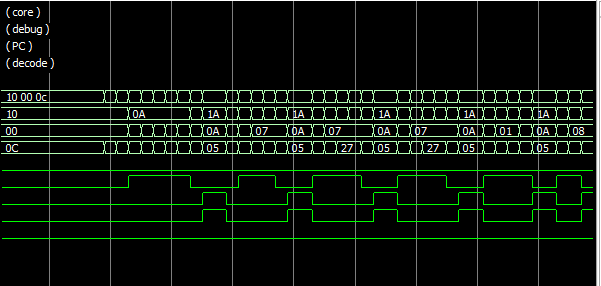 ( core )
( debug )
( PC )
( decode )
10 00 0c
10 0A 1A 1A 1A 1A 1A
00 0A 07 0A 07 0A 07 0A 01 0A 08
0C 05 05 27 05 27 05 05